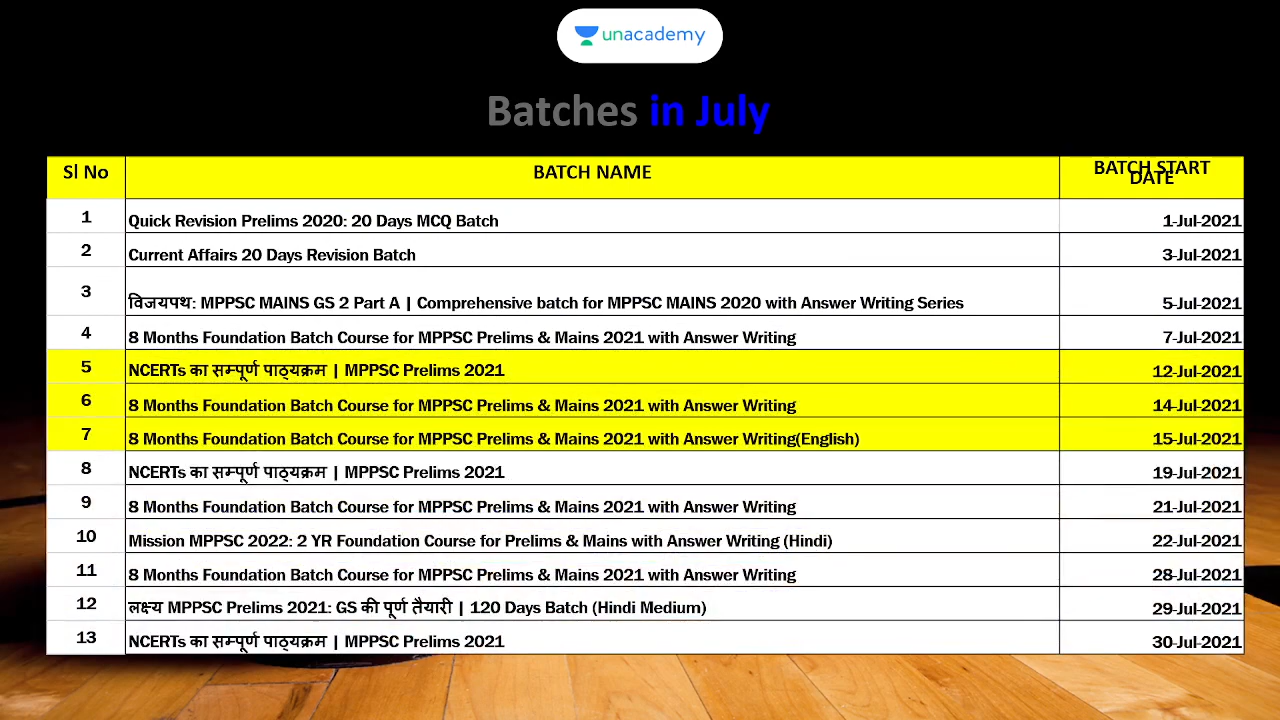 unacademy
Batches in July
Sl No BATCH NAME BATCH START DATE
1 Quick Revision Prelims 2020: 20 Days MCQ Batch 1-Jul-2021
2 Current Affairs 20 Days Revision Batch 3-Jul-2021
3 विजयपथ: MPPSC MAINS GS 2 Part A | Comprehensive batch for MPPSC MAINS 2020 with Answer Writing Series 5-Jul-2021
4 8 Months Foundation Batch Course for MPPSC Prelims & Mains 2021 with Answer Writing 7-Jul-2021
5 NCERTs का सम्पूर्ण पाठ्यक्रम | MPPSC Prelims 2021 12-Jul-2021
6 8 Months Foundation Batch Course for MPPSC Prelims & Mains 2021 with Answer Writing 14-Jul-2021
7 8 Months Foundation Batch Course for MPPSC Prelims & Mains 2021 with Answer Writing(English) 15-Jul-2021
8 NCERTs का सम्पूर्ण पाठ्यक्रम | MPPSC Prelims 2021 19-Jul-2021
9 8 Months Foundation Batch Course for MPPSC Prelims & Mains 2021 with Answer Writing 21-Jul-2021
10 Mission MPPSC 2022: 2 YR Foundation Course for Prelims & Mains with Answer Writing (Hindi) 22-Jul-2021
11 8 Months Foundation Batch Course for MPPSC Prelims & Mains 2021 with Answer Writing 28-Jul-2021
12 लक्ष्य MPPSC Prelims 2021: GS की पूर्ण तैयारी | 120 Days Batch (Hindi Medium) 29-Jul-2021
13 NCERTs का सम्पूर्ण पाठ्यक्रम | MPPSC Prelims 2021 30-Jul-2021